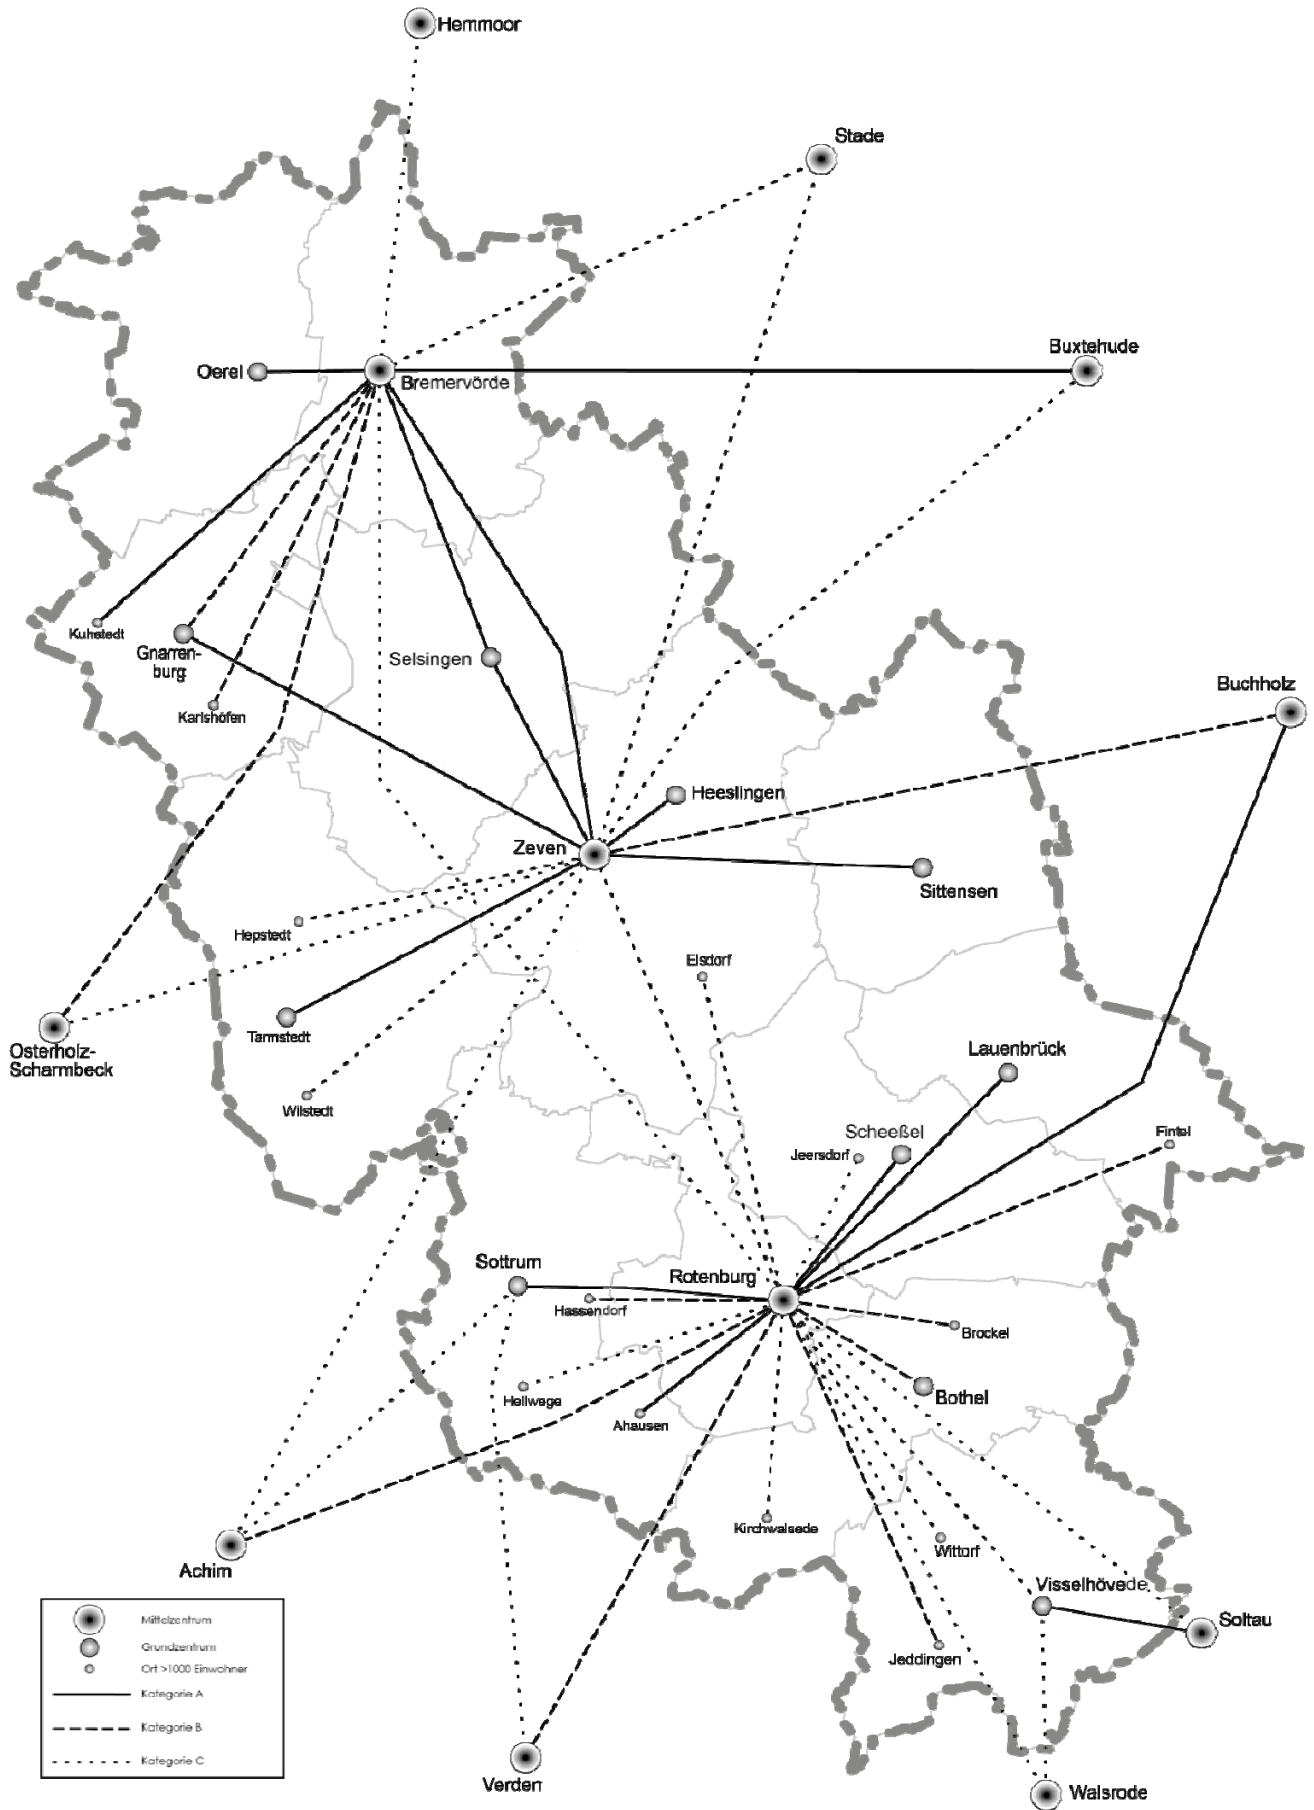 Hemmoor
Stade
Buxtehude
Oerel
Bremervörde
Kuhstedt
Gnarren-
burg
Selsingen
Karlshöfen
Buchholz
Heeslingen
Zeven
Sittensen
Hepstedt
Elsdorf
Tarmstedt
Osterholz-
Scharmbeck
Lauenbrück
Wilstedt
Scheeßel
Fintel
Jeersdorf
Sottrum
Rotenburg
Hassendorf
Brockel
Hellwege
Bothel
Ahausen
Kirchwalsede
Wittorf
Achim
Visselhövede
Soltau
Jeddingen
Verden
Walsrode
Mittelzentrum
Grundzentrum
Ort >1000 Einwohner
Kategorie A
Kategorie B
Kategorie C